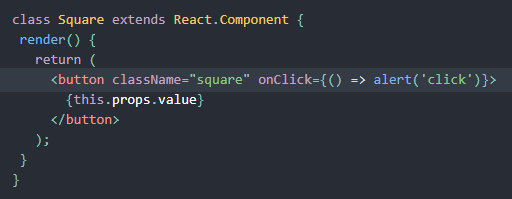 class Square extends React.Component {
 render() {
   return (
     <button className="square" onClick={() => alert('click')}>
       {this.props.value}
     </button>
   );
 }
}